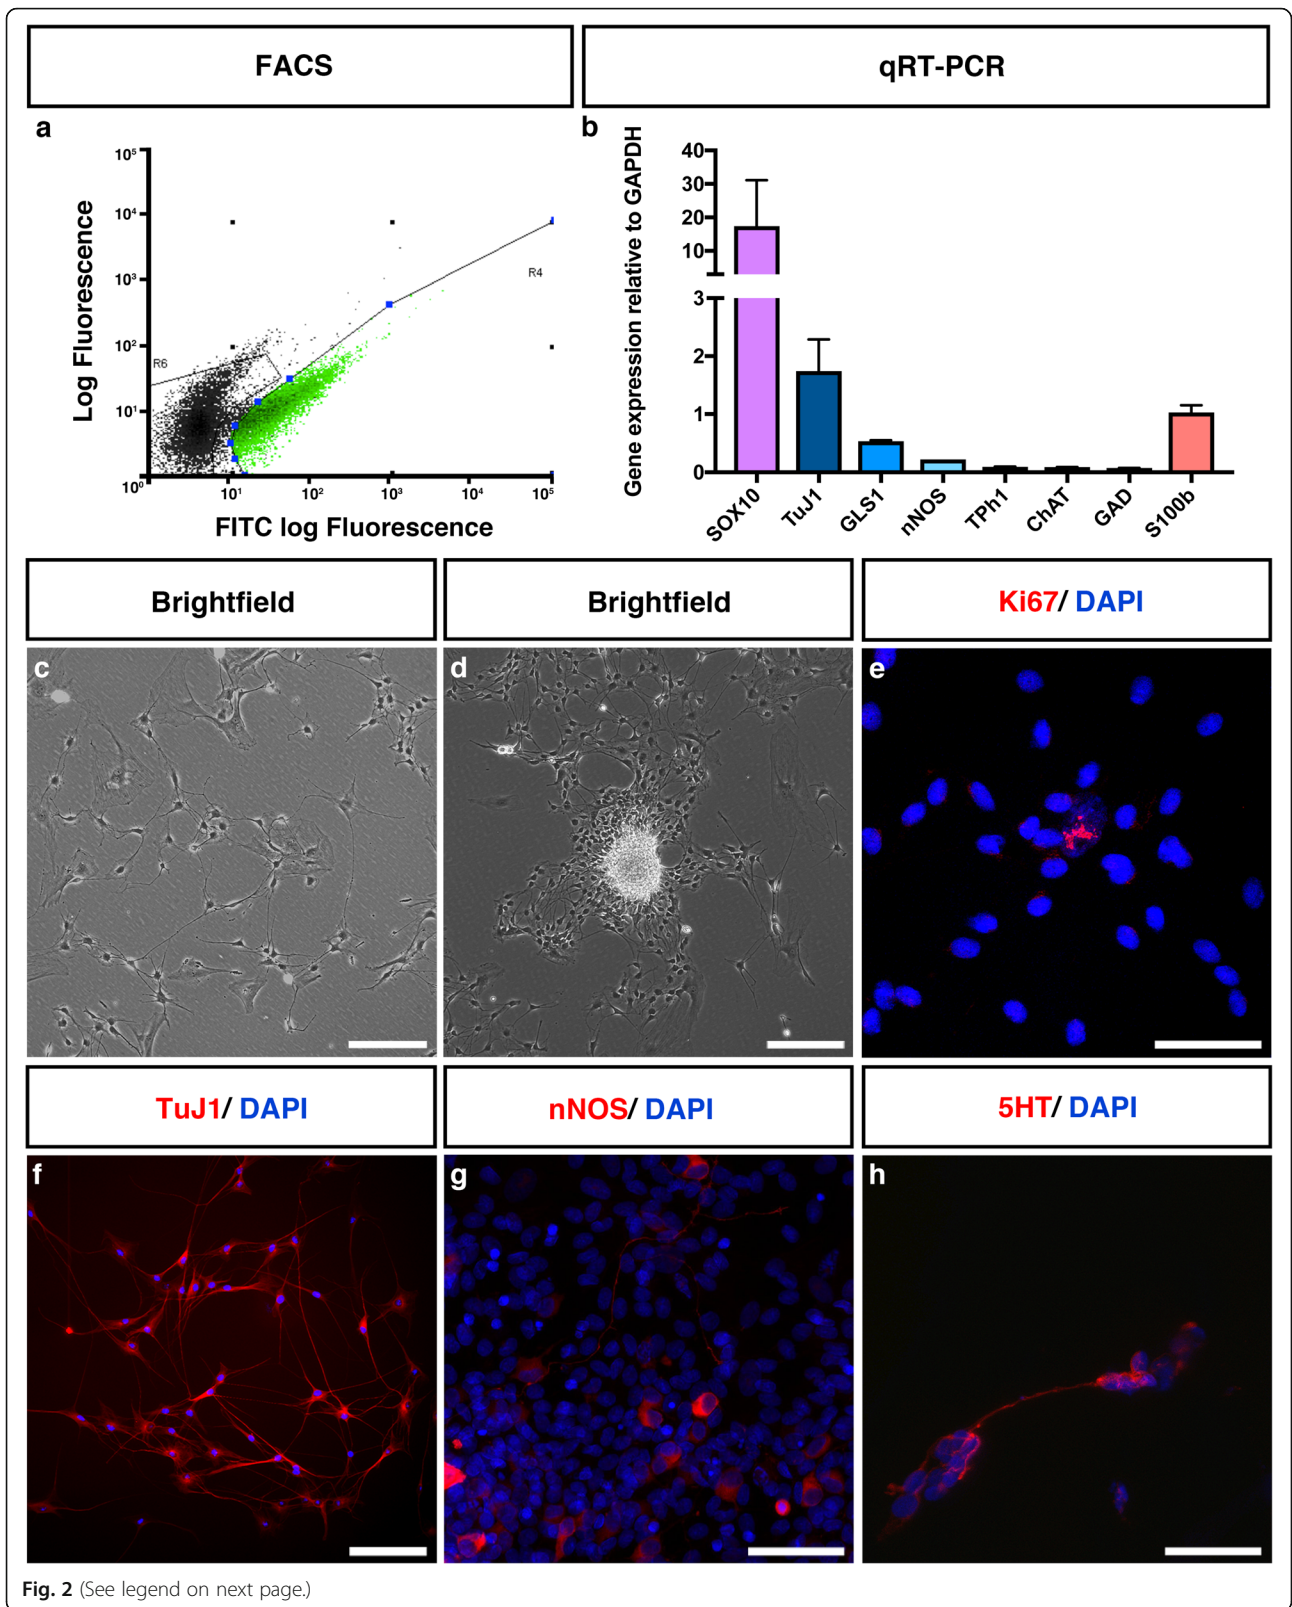 FACS
qRT-PCR
a
b
10⁵
10⁴
10³
10²
10¹
10⁰
10¹
10²
10³
10⁴
10⁵
Log Fluorescence
FITC log Fluorescence
R6
R4
Gene expression relative to GAPDH
40
30
20
10
3
2
1
0
SOX10
TuJ1
GLS1
nNOS
TPh1
ChAT
GAD
S100b
Brightfield
Brightfield
Ki67/ DAPI
c
d
e
TuJ1/ DAPI
nNOS/ DAPI
5HT/ DAPI
f
g
h
Fig. 2 (See legend on next page.)